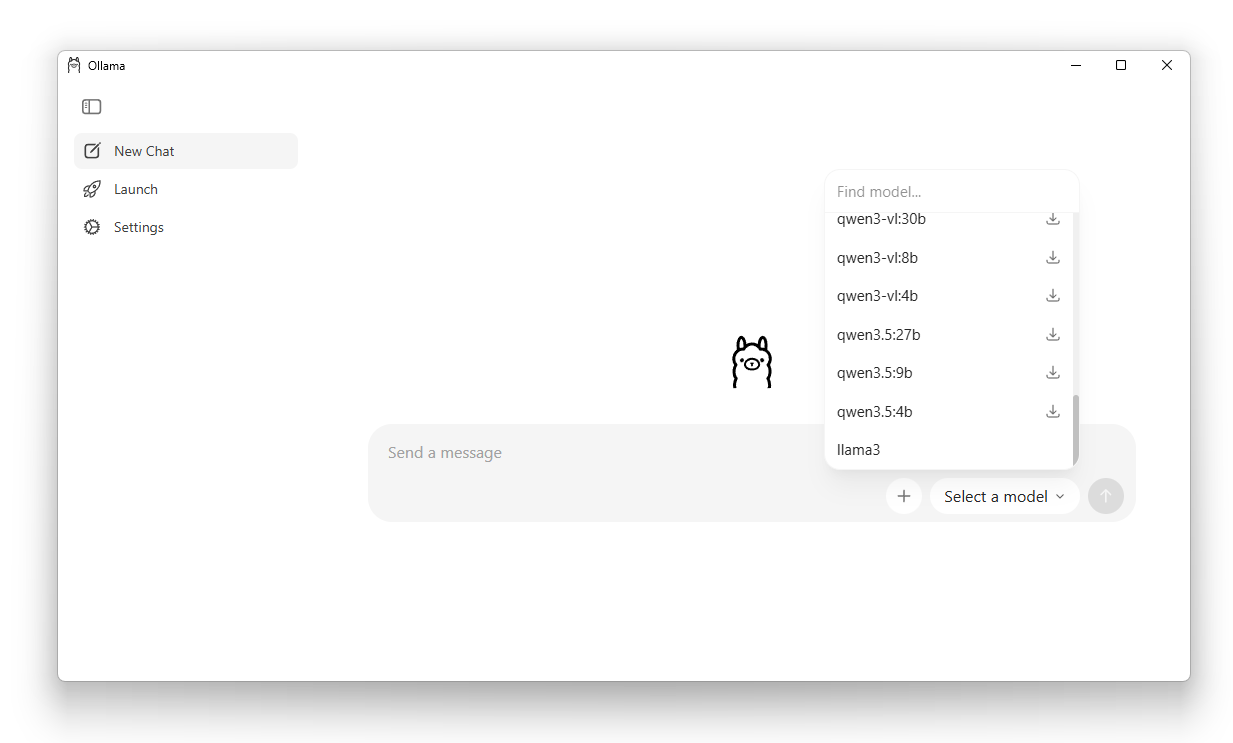 Ollama
New Chat
Launch
Settings
Find model...
qwen3-vl:30b
qwen3-vl:8b
qwen3-vl:4b
qwen3.5:27b
qwen3.5:9b
qwen3.5:4b
llama3
Send a message
Select a model